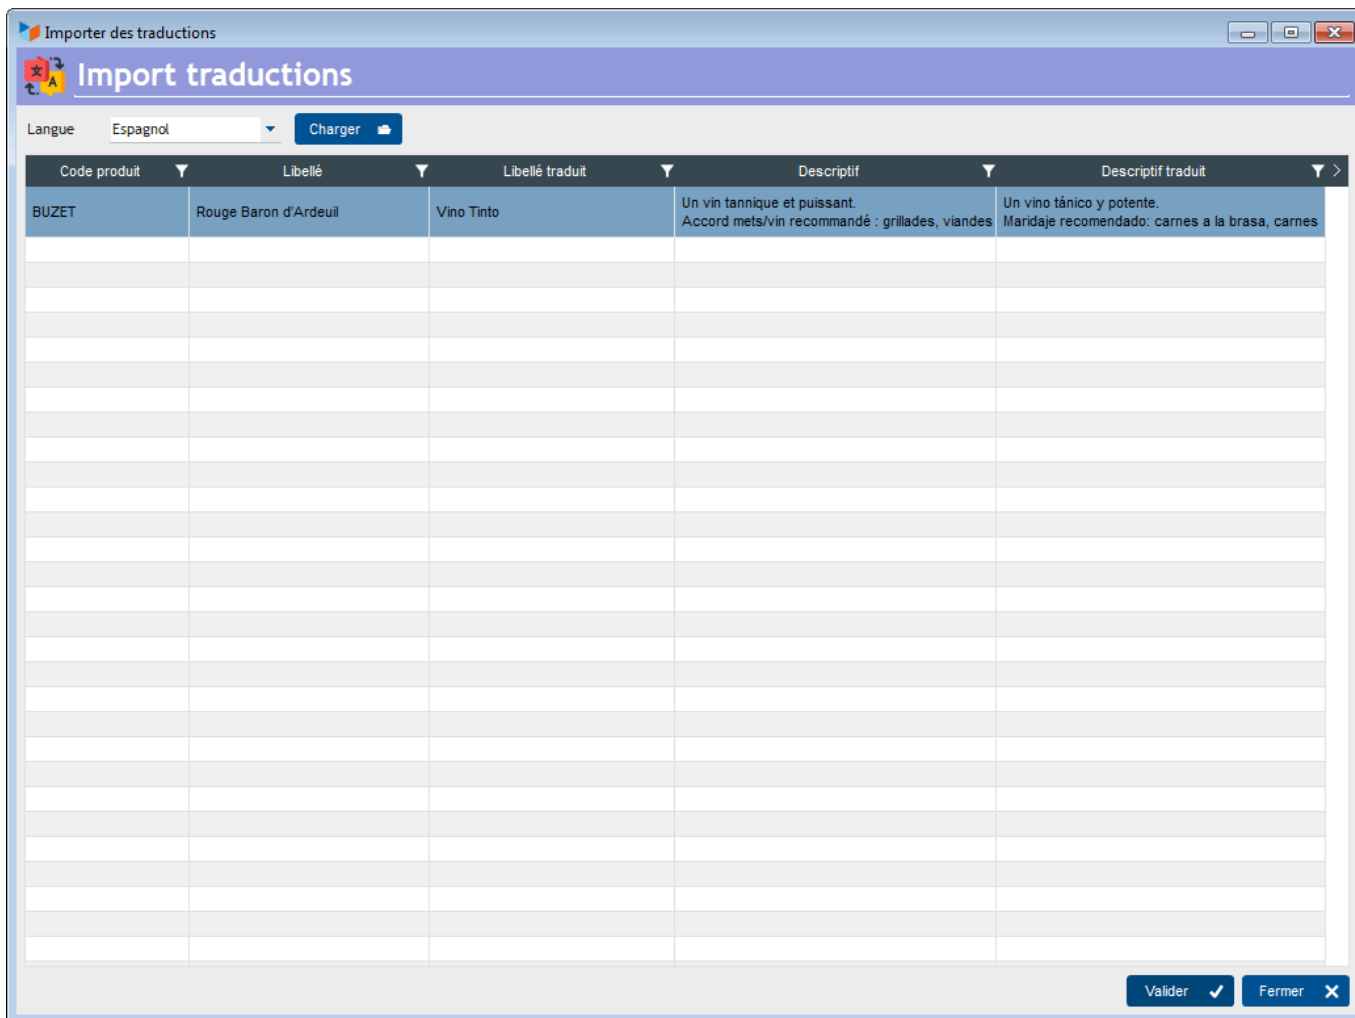 Importer des traductions
Import traductions
Langue Espagnol Charger
Code produit Libellé Libellé traduit Descriptif Descriptif traduit
BUZET Rouge Baron d'Ardeuil Vino Tinto Un vin tannique et puissant. Un vino tánico y potente.
Accord mets/vin recommandé : grillades, viandes Maridaje recomendado: carnes a la brasa, carnes
Valider Fermer